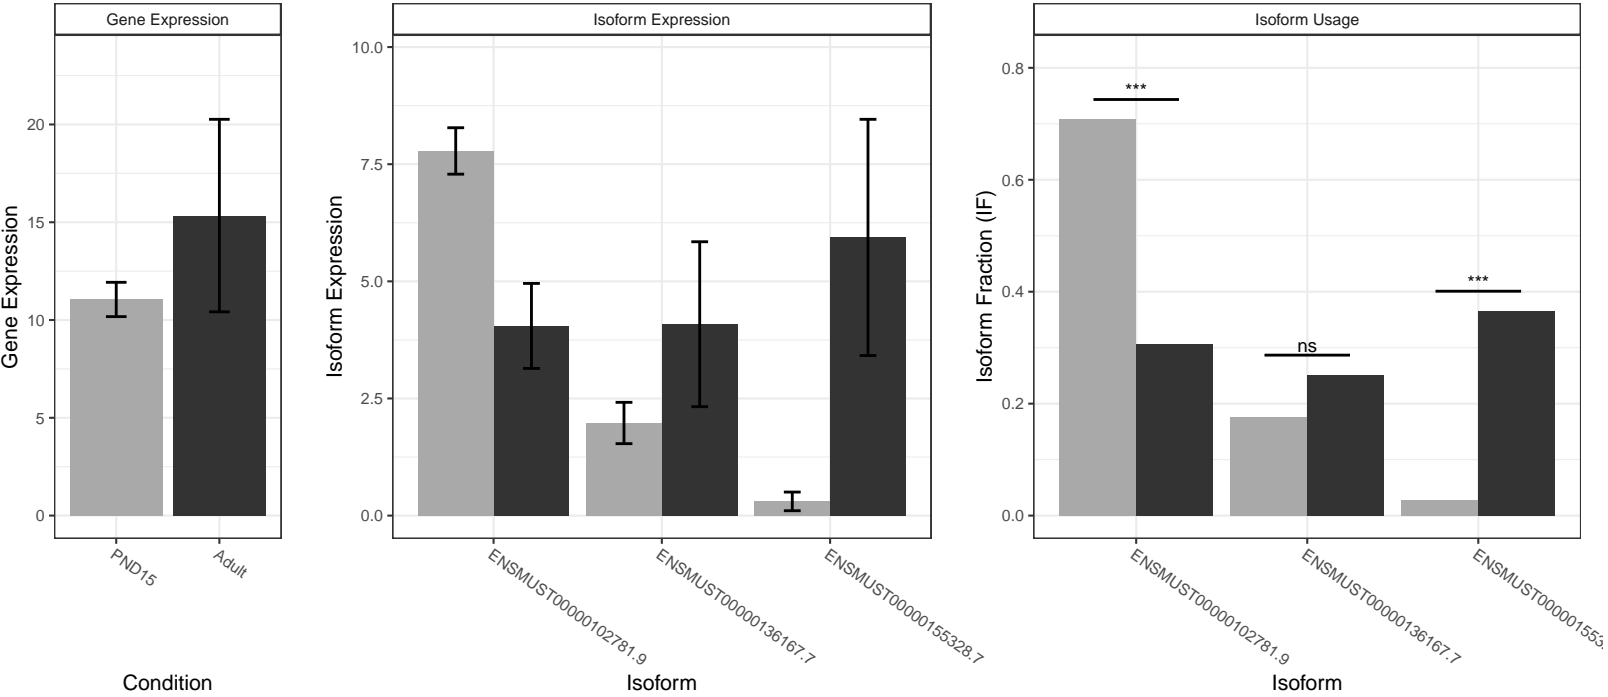 Gene Expression
Isoform Expression
Isoform Usage
Gene Expression
20
15
10
5
0
PND15
Adult
Condition
Isoform Expression
10.0
7.5
5.0
2.5
0.0
ENSMUST00000102781.9
ENSMUST00000136167.7
ENSMUST00000155328.7
Isoform
Isoform Fraction (IF)
0.8
0.6
0.4
0.2
0.0
***
ns
***
ENSMUST00000102781.9
ENSMUST00000136167.7
ENSMUST00000155
Isoform